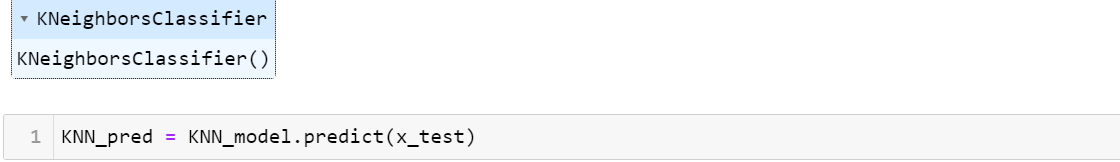 ▾ KNeighborsClassifier
KNeighborsClassifier()
1 KNN_pred = KNN_model.predict(x_test)